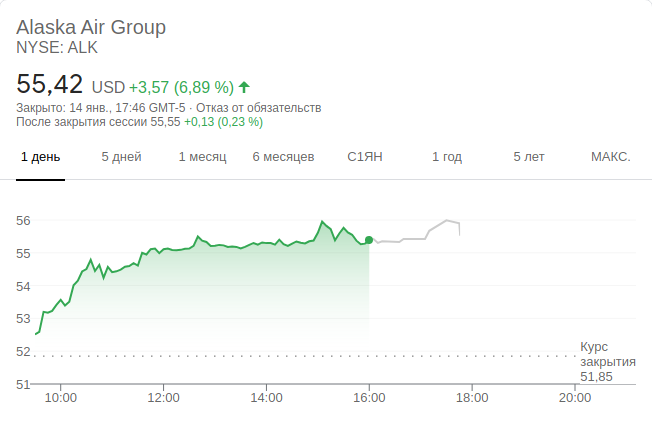 Alaska Air Group
NYSE: ALK
55,42 USD +3,57 (6,89 %)
Закрыто: 14 янв., 17:46 GMT-5 · Отказ от обязательств
После закрытия сессии 55,55 +0,13 (0,23 %)
1 день 5 дней 1 месяц 6 месяцев С1ЯН 1 год 5 лет МАКС.
56
55
54
53
52
51
Курс
закрытия
51,85
10:00 12:00 14:00 16:00 18:00 20:00